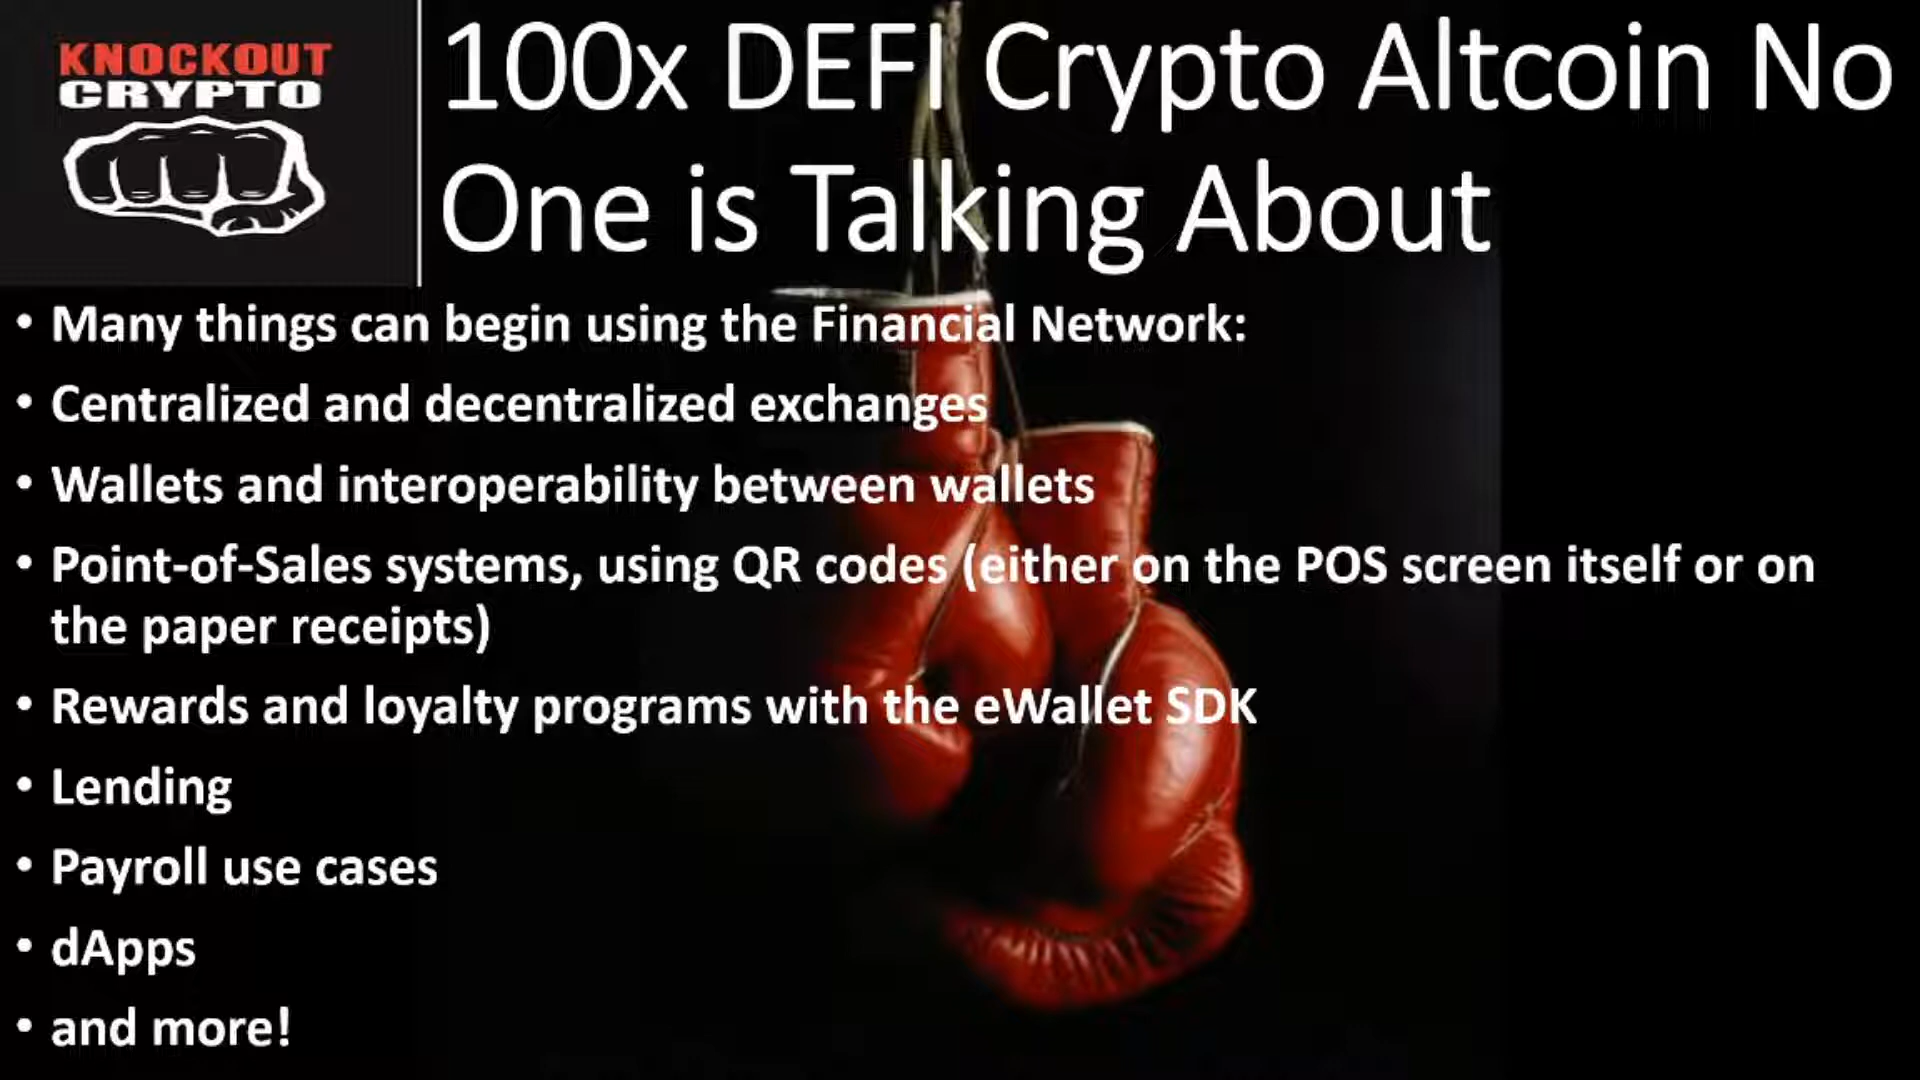 KNOCKOUT
CRYPTO
100x DEFI Crypto Altcoin No
One is Talking About
• Many things can begin using the Financial Network:
• Centralized and decentralized exchanges
• Wallets and interoperability between wallets
• Point-of-Sales systems, using QR codes (either on the POS screen itself or on
the paper receipts)
• Rewards and loyalty programs with the eWallet SDK
• Lending
• Payroll use cases
• dApps
• and more!